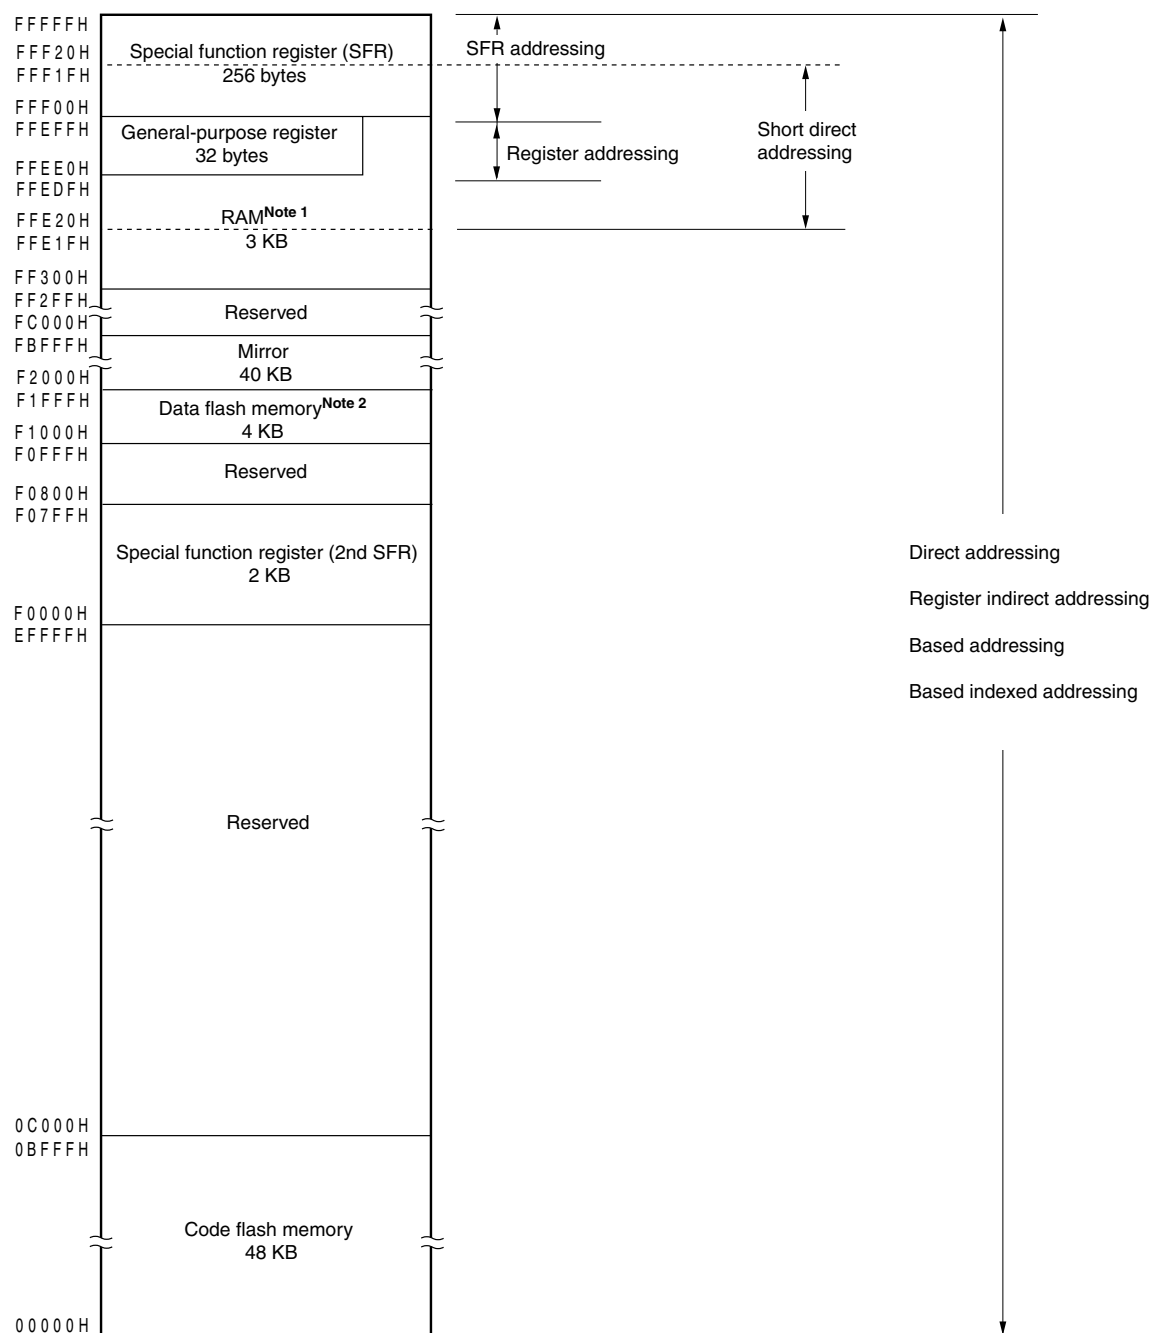 FFFFFH
FFF20H
FFF1FH
FFF00H
FFEFFH
FFEE0H
FFEDFH
FFE20H
FFE1FH
FF300H
FF2FFH
FC000H
FBFFFH
F2000H
F1FFFH
F1000H
F0FFFH
F0800H
F07FFH
F0000H
EFFFFH
0C000H
0BFFFH
00000H
Special function register (SFR)
256 bytes
General-purpose register
32 bytes
RAMNote 1
3 KB
Reserved
Mirror
40 KB
Data flash memoryNote 2
4 KB
Reserved
Special function register (2nd SFR)
2 KB
Reserved
Code flash memory
48 KB
SFR addressing
Register addressing
Short direct
addressing
Direct addressing
Register indirect addressing
Based addressing
Based indexed addressing